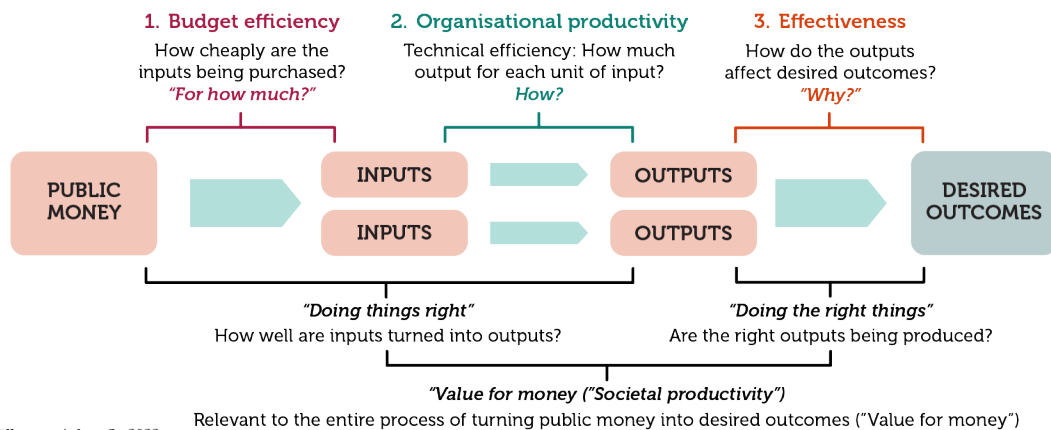 1. Budget efficiency
How cheaply are the
inputs being purchased?
“For how much?”
2. Organisational productivity
Technical efficiency: How much
output for each unit of input?
How?
3. Effectiveness
How do the outputs
affect desired outcomes?
“Why?”
PUBLIC
MONEY
INPUTS
OUTPUTS
INPUTS
OUTPUTS
DESIRED
OUTCOMES
“Doing things right”
How well are inputs turned into outputs?
“Doing the right things”
Are the right outputs being produced?
“Value for money (”Societal productivity”)
Relevant to the entire process of turning public money into desired outcomes (”Value for money”)